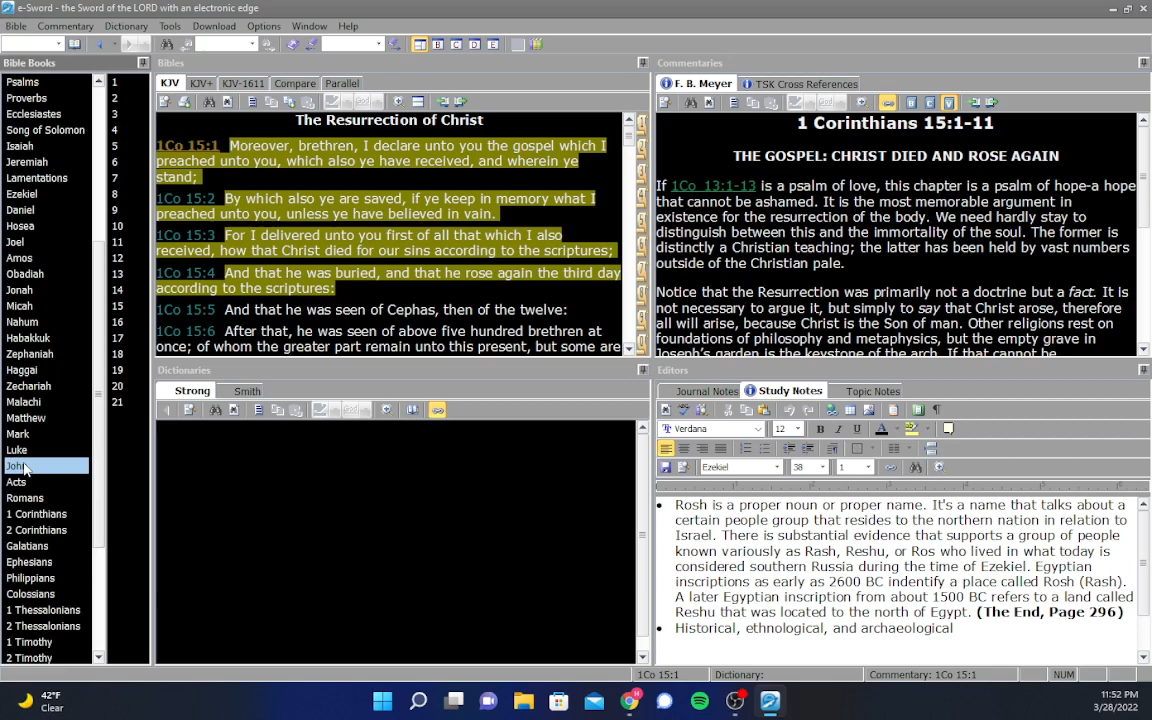 e-Sword - the Sword of the LORD with an electronic edge
Bible Commentary Dictionary Tools Download Options Window Help
Bible Books
Psalms
Proverbs
Ecclesiastes
Song of Solomon
Isaiah
Jeremiah
Lamentations
Ezekiel
Daniel
Hosea
Joel
Amos
Obadiah
Jonah
Micah
Nahum
Habakkuk
Zephaniah
Haggai
Zechariah
Malachi
Matthew
Mark
Luke
John
Acts
Romans
1 Corinthians
2 Corinthians
Galatians
Ephesians
Philippians
Colossians
1 Thessalonians
2 Thessalonians
1 Timothy
2 Timothy
1
2
3
4
5
6
7
8
9
10
11
12
13
14
15
16
17
18
19
20
21
Bibles
KJV KJV+ KJV-1611 Compare Parallel
The Resurrection of Christ
1Co 15:1 Moreover, brethren, I declare unto you the gospel which I
preached unto you, which also ye have received, and wherein ye
stand;
1Co 15:2 By which also ye are saved, if ye keep in memory what I
preached unto you, unless ye have believed in vain.
1Co 15:3 For I delivered unto you first of all that which I also
received, how that Christ died for our sins according to the scriptures;
1Co 15:4 And that he was buried, and that he rose again the third day
according to the scriptures:
1Co 15:5 And that he was seen of Cephas, then of the twelve:
1Co 15:6 After that, he was seen of above five hundred brethren at
once; of whom the greater part remain unto this present, but some are
Commentaries
F. B. Meyer TSK Cross References
1 Corinthians 15:1-11
THE GOSPEL: CHRIST DIED AND ROSE AGAIN
If 1Co_13:1-13 is a psalm of love, this chapter is a psalm of hope-a hope
that cannot be ashamed. It is the most memorable argument in
existence for the resurrection of the body. We need hardly stay to
distinguish between this and the immortality of the soul. The former is
distinctly a Christian teaching; the latter has been held by vast numbers
outside of the Christian pale.
Notice that the Resurrection was primarily not a doctrine but a fact. It is
not necessary to argue it, but simply to say that Christ arose, therefore
all will arise, because Christ is the Son of man. Other religions rest on
foundations of philosophy and metaphysics, but the empty grave in
Joseph's garden is the keystone of the arch. If that cannot be
Dictionaries
Strong Smith
Editors
Journal Notes Study Notes Topic Notes
Verdana 12 B I U A
Ezekiel 38 1
Rosh is a proper noun or proper name. It's a name that talks about a
certain people group that resides to the northern nation in relation to
Israel. There is substantial evidence that supports a group of people
known variously as Rash, Reshu, or Ros who lived in what today is
considered southern Russia during the time of Ezekiel. Egyptian
inscriptions as early as 2600 BC indentify a place called Rosh (Rash).
A later Egyptian inscription from about 1500 BC refers to a land called
Reshu that was located to the north of Egypt. (The End, Page 296)
Historical, ethnological, and archaeological
1Co 15:1 Dictionary: Commentary: 1Co 15:1 NUM
42°F
Clear
11:52 PM
3/28/2022